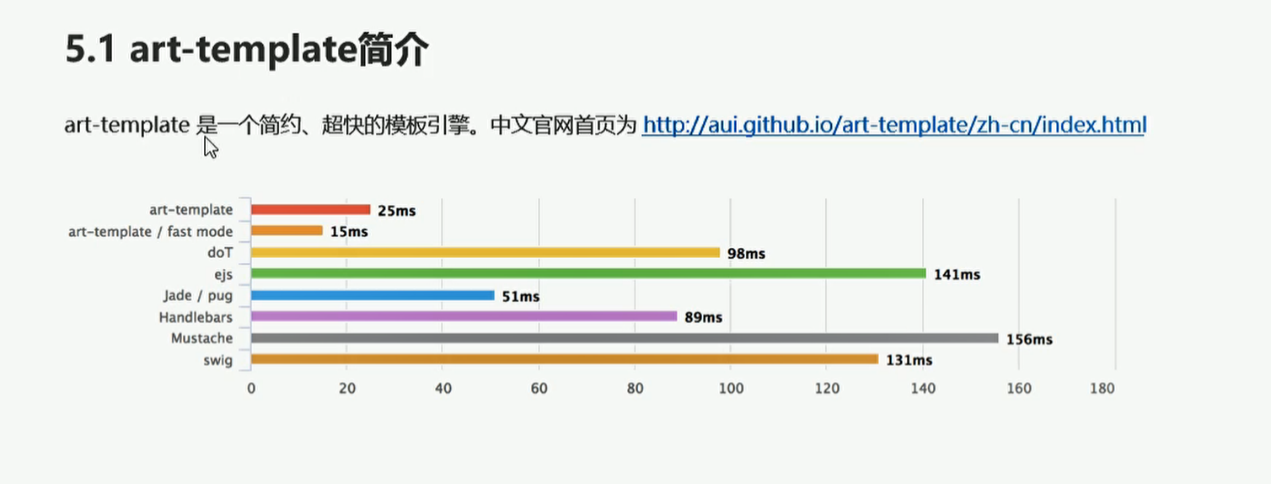 5.1 art-template简介
art-template 是一个简约、超快的模板引擎。中文官网首页为 http://aui.github.io/art-template/zh-cn/index.html
art-template 25ms
art-template / fast mode 15ms
doT 98ms
ejs 141ms
Jade / pug 51ms
Handlebars 89ms
Mustache 156ms
swig 131ms
0 20 40 60 80 100 120 140 160 180